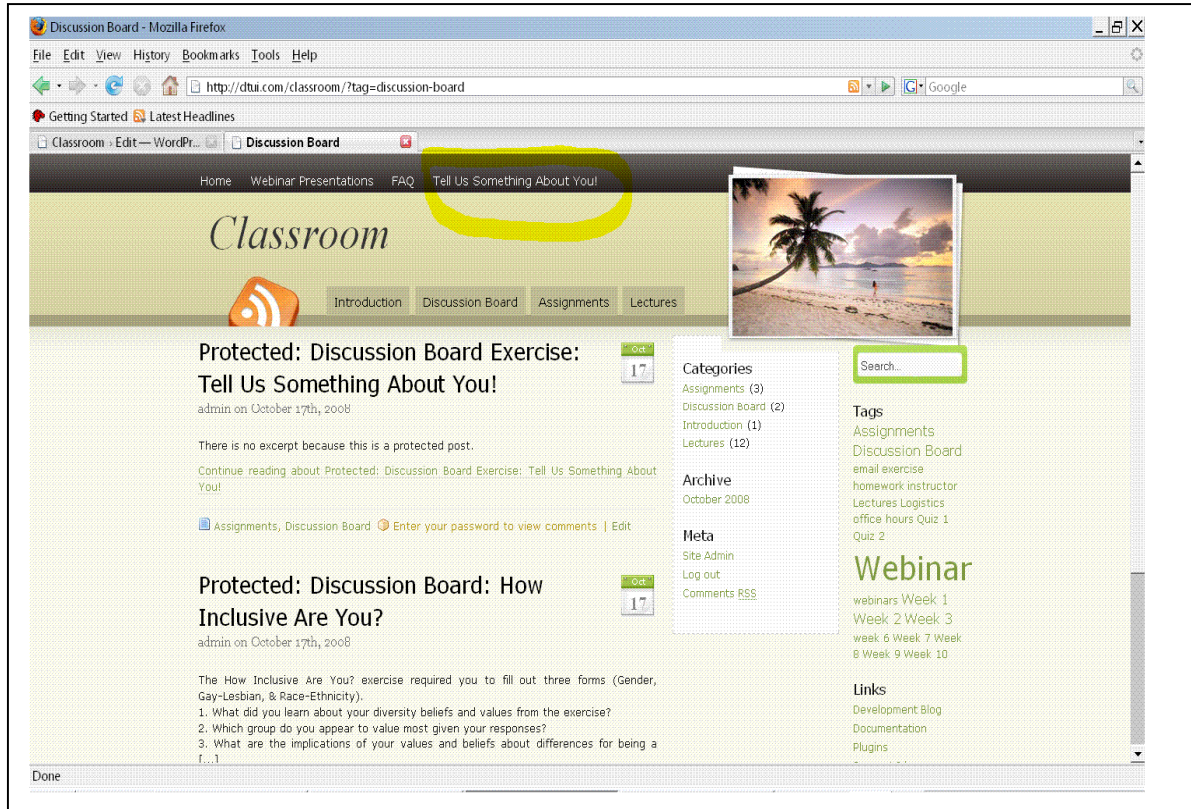 Discussion Board - Mozilla Firefox
File Edit View History Bookmarks Tools Help
http://dtui.com/classroom/?tag=discussion-board
G Google
Getting Started Latest Headlines
Classroom › Edit — WordPr... Discussion Board
Home Webinar Presentations FAQ Tell Us Something About You!
Classroom
Introduction Discussion Board Assignments Lectures
Protected: Discussion Board Exercise:
Tell Us Something About You!
Oct
17
admin on October 17th, 2008
There is no excerpt because this is a protected post.
Continue reading about Protected: Discussion Board Exercise: Tell Us Something About
You!
Assignments, Discussion Board Enter your password to view comments | Edit
Protected: Discussion Board: How
Inclusive Are You?
Oct
17
admin on October 17th, 2008
The How Inclusive Are You? exercise required you to fill out three forms (Gender,
Gay-Lesbian, & Race-Ethnicity).
1. What did you learn about your diversity beliefs and values from the exercise?
2. Which group do you appear to value most given your responses?
3. What are the implications of your values and beliefs about differences for being a
[...]
Categories
Assignments (3)
Discussion Board (2)
Introduction (1)
Lectures (12)
Archive
October 2008
Meta
Site Admin
Log out
Comments RSS
Search...
Tags
Assignments
Discussion Board
email exercise
homework instructor
Lectures Logistics
office hours Quiz 1
Quiz 2
Webinar
webinars Week 1
Week 2 Week 3
week 6 Week 7 Week
8 Week 9 Week 10
Links
Development Blog
Documentation
Plugins
Done